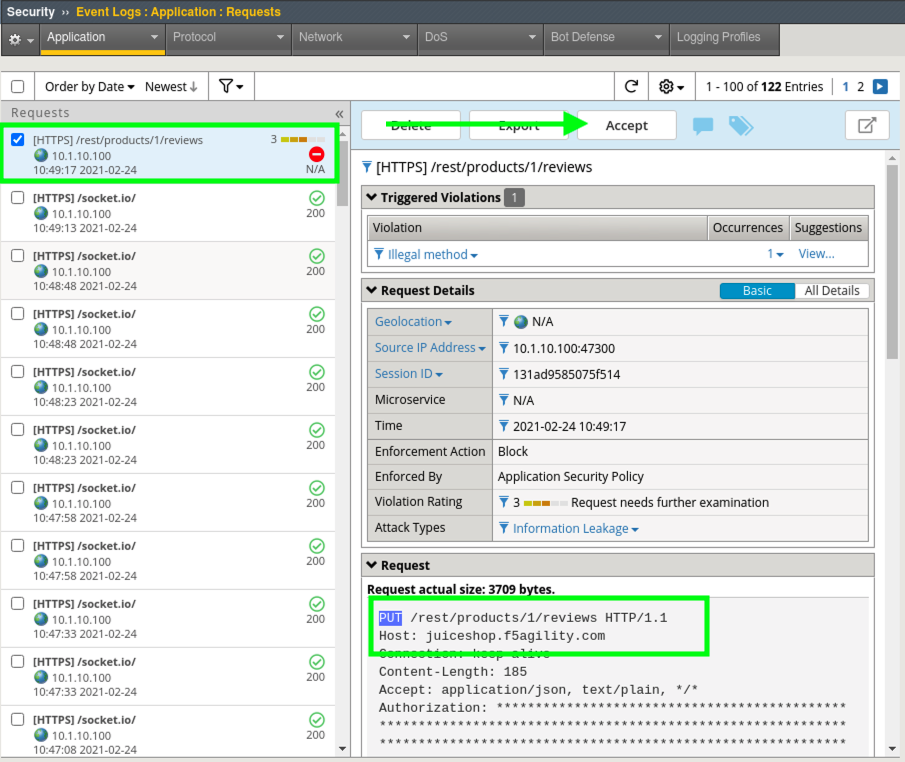 Security ›› Event Logs : Application : Requests
Application Protocol Network DoS Bot Defense Logging Profiles
Order by Date Newest↓ 1 - 100 of 122 Entries 1 2
Requests «
[HTTPS] /rest/products/1/reviews 3
10.1.10.100
10:49:17 2021-02-24 N/A
[HTTPS] /socket.io/
10.1.10.100 200
10:49:13 2021-02-24
[HTTPS] /socket.io/
10.1.10.100 200
10:48:48 2021-02-24
[HTTPS] /socket.io/
10.1.10.100 200
10:48:48 2021-02-24
[HTTPS] /socket.io/
10.1.10.100 200
10:48:23 2021-02-24
[HTTPS] /socket.io/
10.1.10.100 200
10:48:23 2021-02-24
[HTTPS] /socket.io/
10.1.10.100 200
10:47:58 2021-02-24
[HTTPS] /socket.io/
10.1.10.100 200
10:47:58 2021-02-24
[HTTPS] /socket.io/
10.1.10.100 200
10:47:33 2021-02-24
[HTTPS] /socket.io/
10.1.10.100 200
10:47:33 2021-02-24
[HTTPS] /socket.io/
10.1.10.100 200
10:47:08 2021-02-24
Delete Export Accept
[HTTPS] /rest/products/1/reviews
Triggered Violations 1
Violation Occurrences Suggestions
Illegal method 1 View...
Request Details Basic All Details
Geolocation N/A
Source IP Address 10.1.10.100:47300
Session ID 131ad9585075f514
Microservice N/A
Time 2021-02-24 10:49:17
Enforcement Action Block
Enforced By Application Security Policy
Violation Rating 3 Request needs further examination
Attack Types Information Leakage
Request
Request actual size: 3709 bytes.
PUT /rest/products/1/reviews HTTP/1.1
Host: juiceshop.f5agility.com
Connection: keep-alive
Content-Length: 185
Accept: application/json, text/plain, */*
Authorization: *********************************************
************************************************************
************************************************************